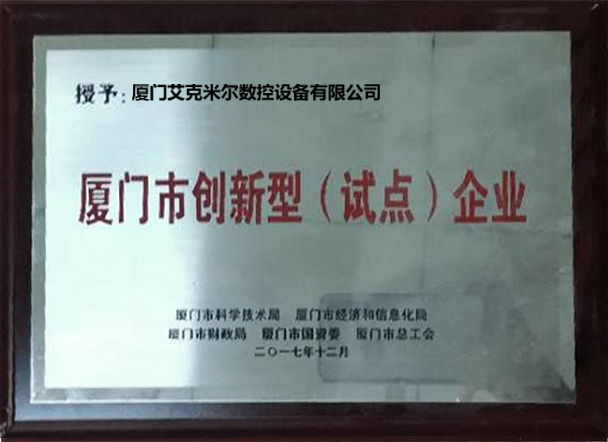 授予：厦门艾克米尔数控设备有限公司
厦门市创新型（试点）企业
厦门市科学技术局 厦门市经济和信息化局
厦门市财政局 厦门市国资委 厦门市总工会
二〇一七年十二月